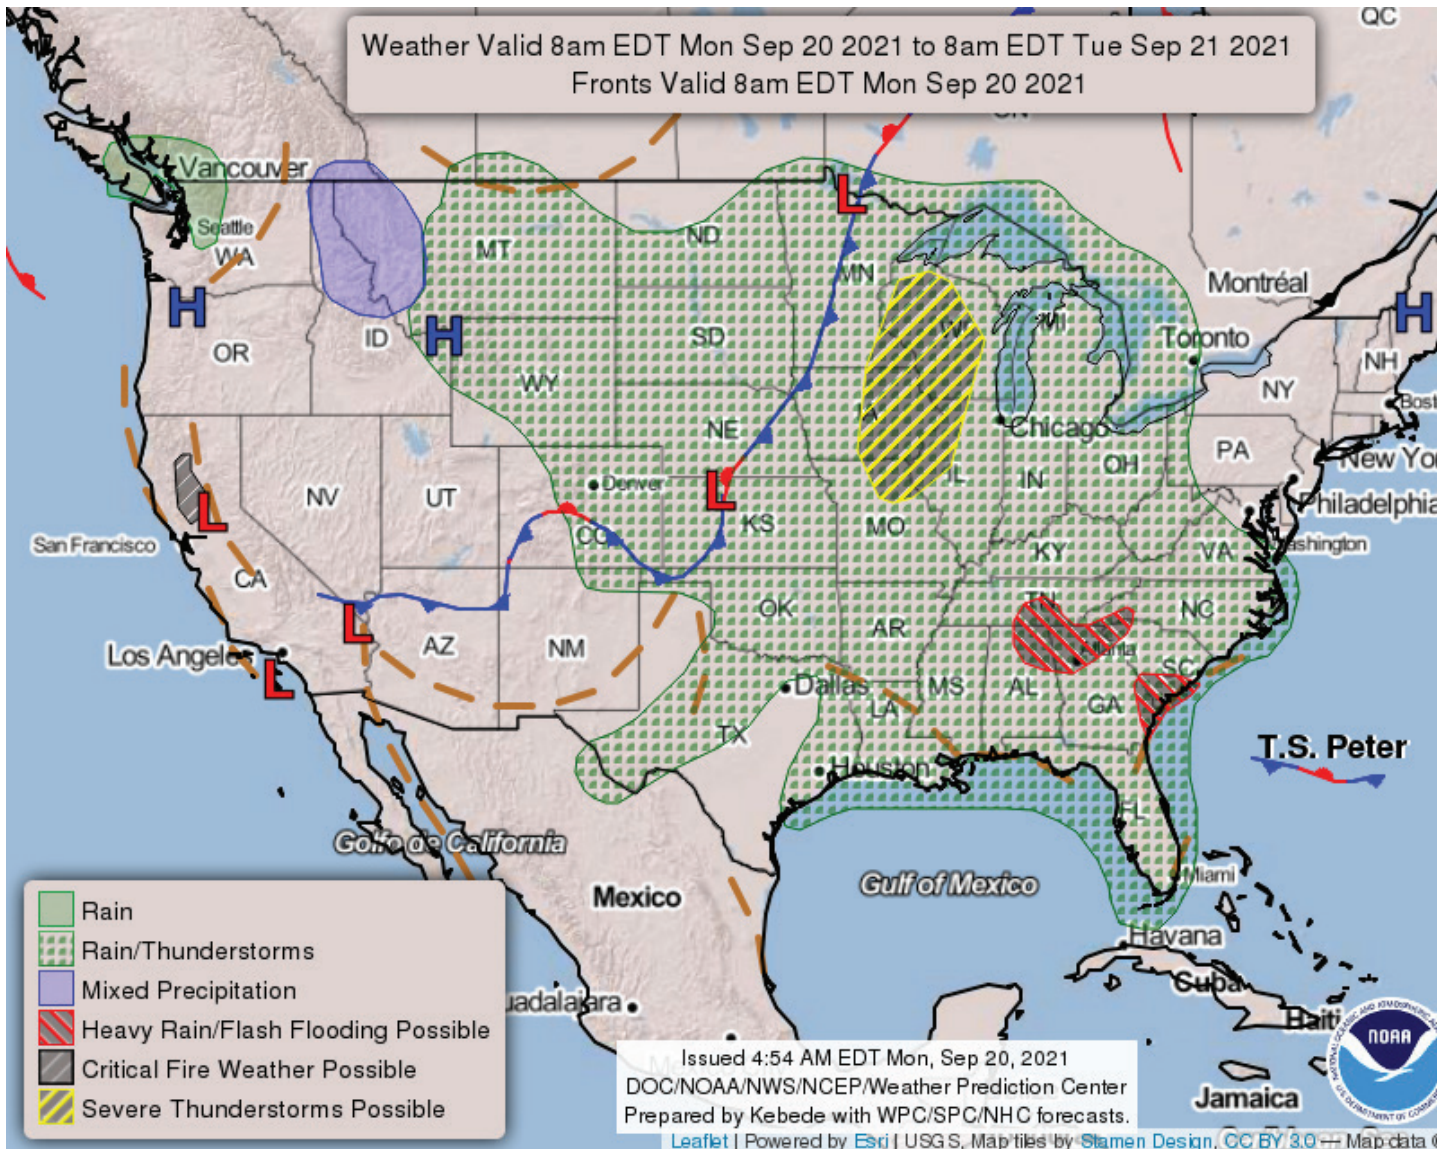 QC
Weather Valid 8am EDT Mon Sep 20 2021 to 8am EDT Tue Sep 21 2021
Fronts Valid 8am EDT Mon Sep 20 2021
Vancouver
Seattle
WA
MT
ND
L
MN
Montréal
H
OR
ID
H
SD
WI
MI
Toronto
H
NH
WY
NY
Bost
IA
NE
Chicago
PA
New Yo
OH
NV
UT
Denver
L
L
KS
IL
IN
Philadelphia
CO
MO
San Francisco
KY
VA
ashington
CA
L
AZ
NM
OK
AR
TN
NC
Los Angeles
L
Dallas
MS
AL
Atlanta
SC
LA
GA
TX
Houston
T.S. Peter
FL
Golfo de California
Miami
Mexico
Gulf of Mexico
Havana
Cuba
Haiti
uadalajara
Mexico City
Jamaica
Rain
Rain/Thunderstorms
Mixed Precipitation
Heavy Rain/Flash Flooding Possible
Critical Fire Weather Possible
Severe Thunderstorms Possible
Issued 4:54 AM EDT Mon, Sep 20, 2021
DOC/NOAA/NWS/NCEP/Weather Prediction Center
Prepared by Kebede with WPC/SPC/NHC forecasts.
NOAA
Leaflet | Powered by Esri | USGS, Map tiles by Stamen Design, CC BY 3.0 — Map data ©